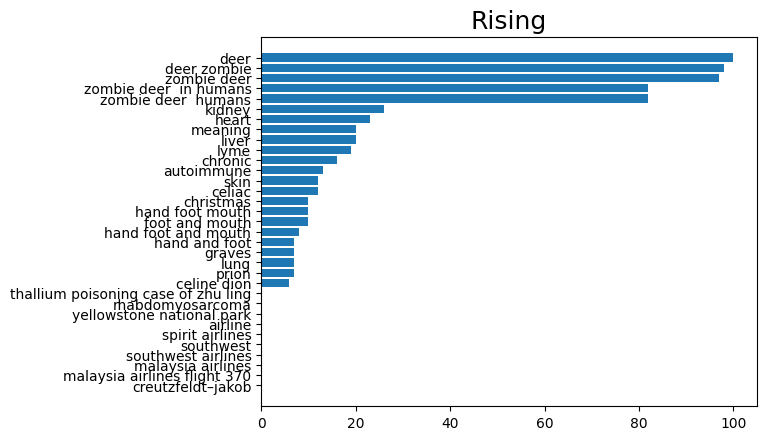 Rising
deer
deer zombie
zombie deer
zombie deer  in humans
zombie deer  humans
kidney
heart
meaning
liver
lyme
chronic
autoimmune
skin
celiac
christmas
hand foot mouth
foot and mouth
hand foot and mouth
hand and foot
graves
lung
prion
celine dion
thallium poisoning case of zhu ling
rhabdomyosarcoma
yellowstone national park
airline
spirit airlines
southwest
southwest airlines
malaysia airlines
malaysia airlines flight 370
creutzfeldt–jakob
0 20 40 60 80 100